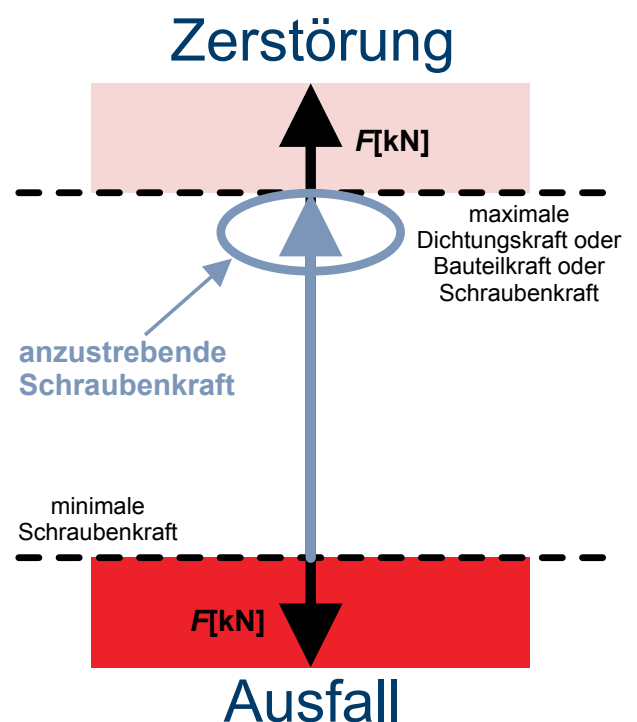 Zerstörung
F[kN]
maximale
Dichtungskraft oder
Bauteilkraft oder
Schraubenkraft
anzustrebende
Schraubenkraft
minimale
Schraubenkraft
F[kN]
Ausfall